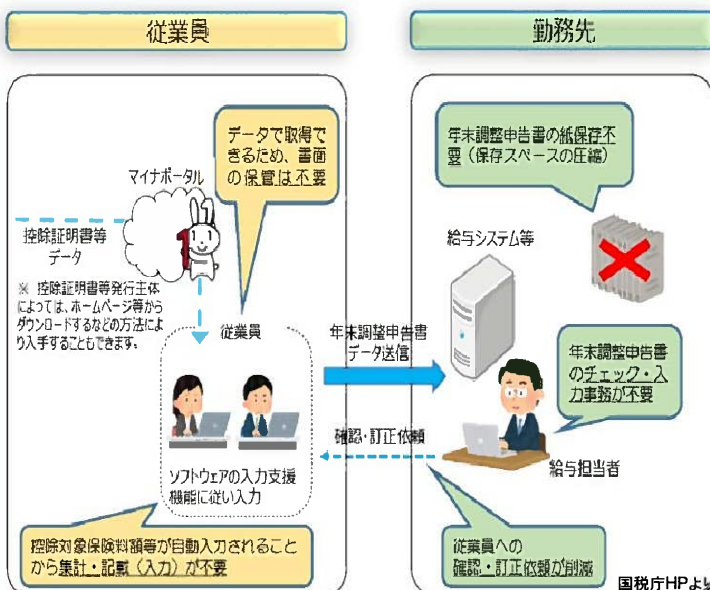 従業員
勤務先
データで取得で
きるため、書面
の保管は不要
マイナポータル
控除証明書等
データ
※ 控除証明書等発行主体
によっては、ホームページ等から
ダウンロードするなどの方法によ
り入手することもできます。
従業員
ソフトウェアの入力支援
機能に従い入力
控除対象保険料額等が自動入力されること
から集計・記載（入力）が不要
年末調整申告書
データ送信
確認・訂正依頼
年末調整申告書の紙保存不
要（保存スペースの圧縮）
給与システム等
年末調整申告書
のチェック・入
力事務が不要
給与担当者
従業員への
確認・訂正依頼が削減
国税庁HPより